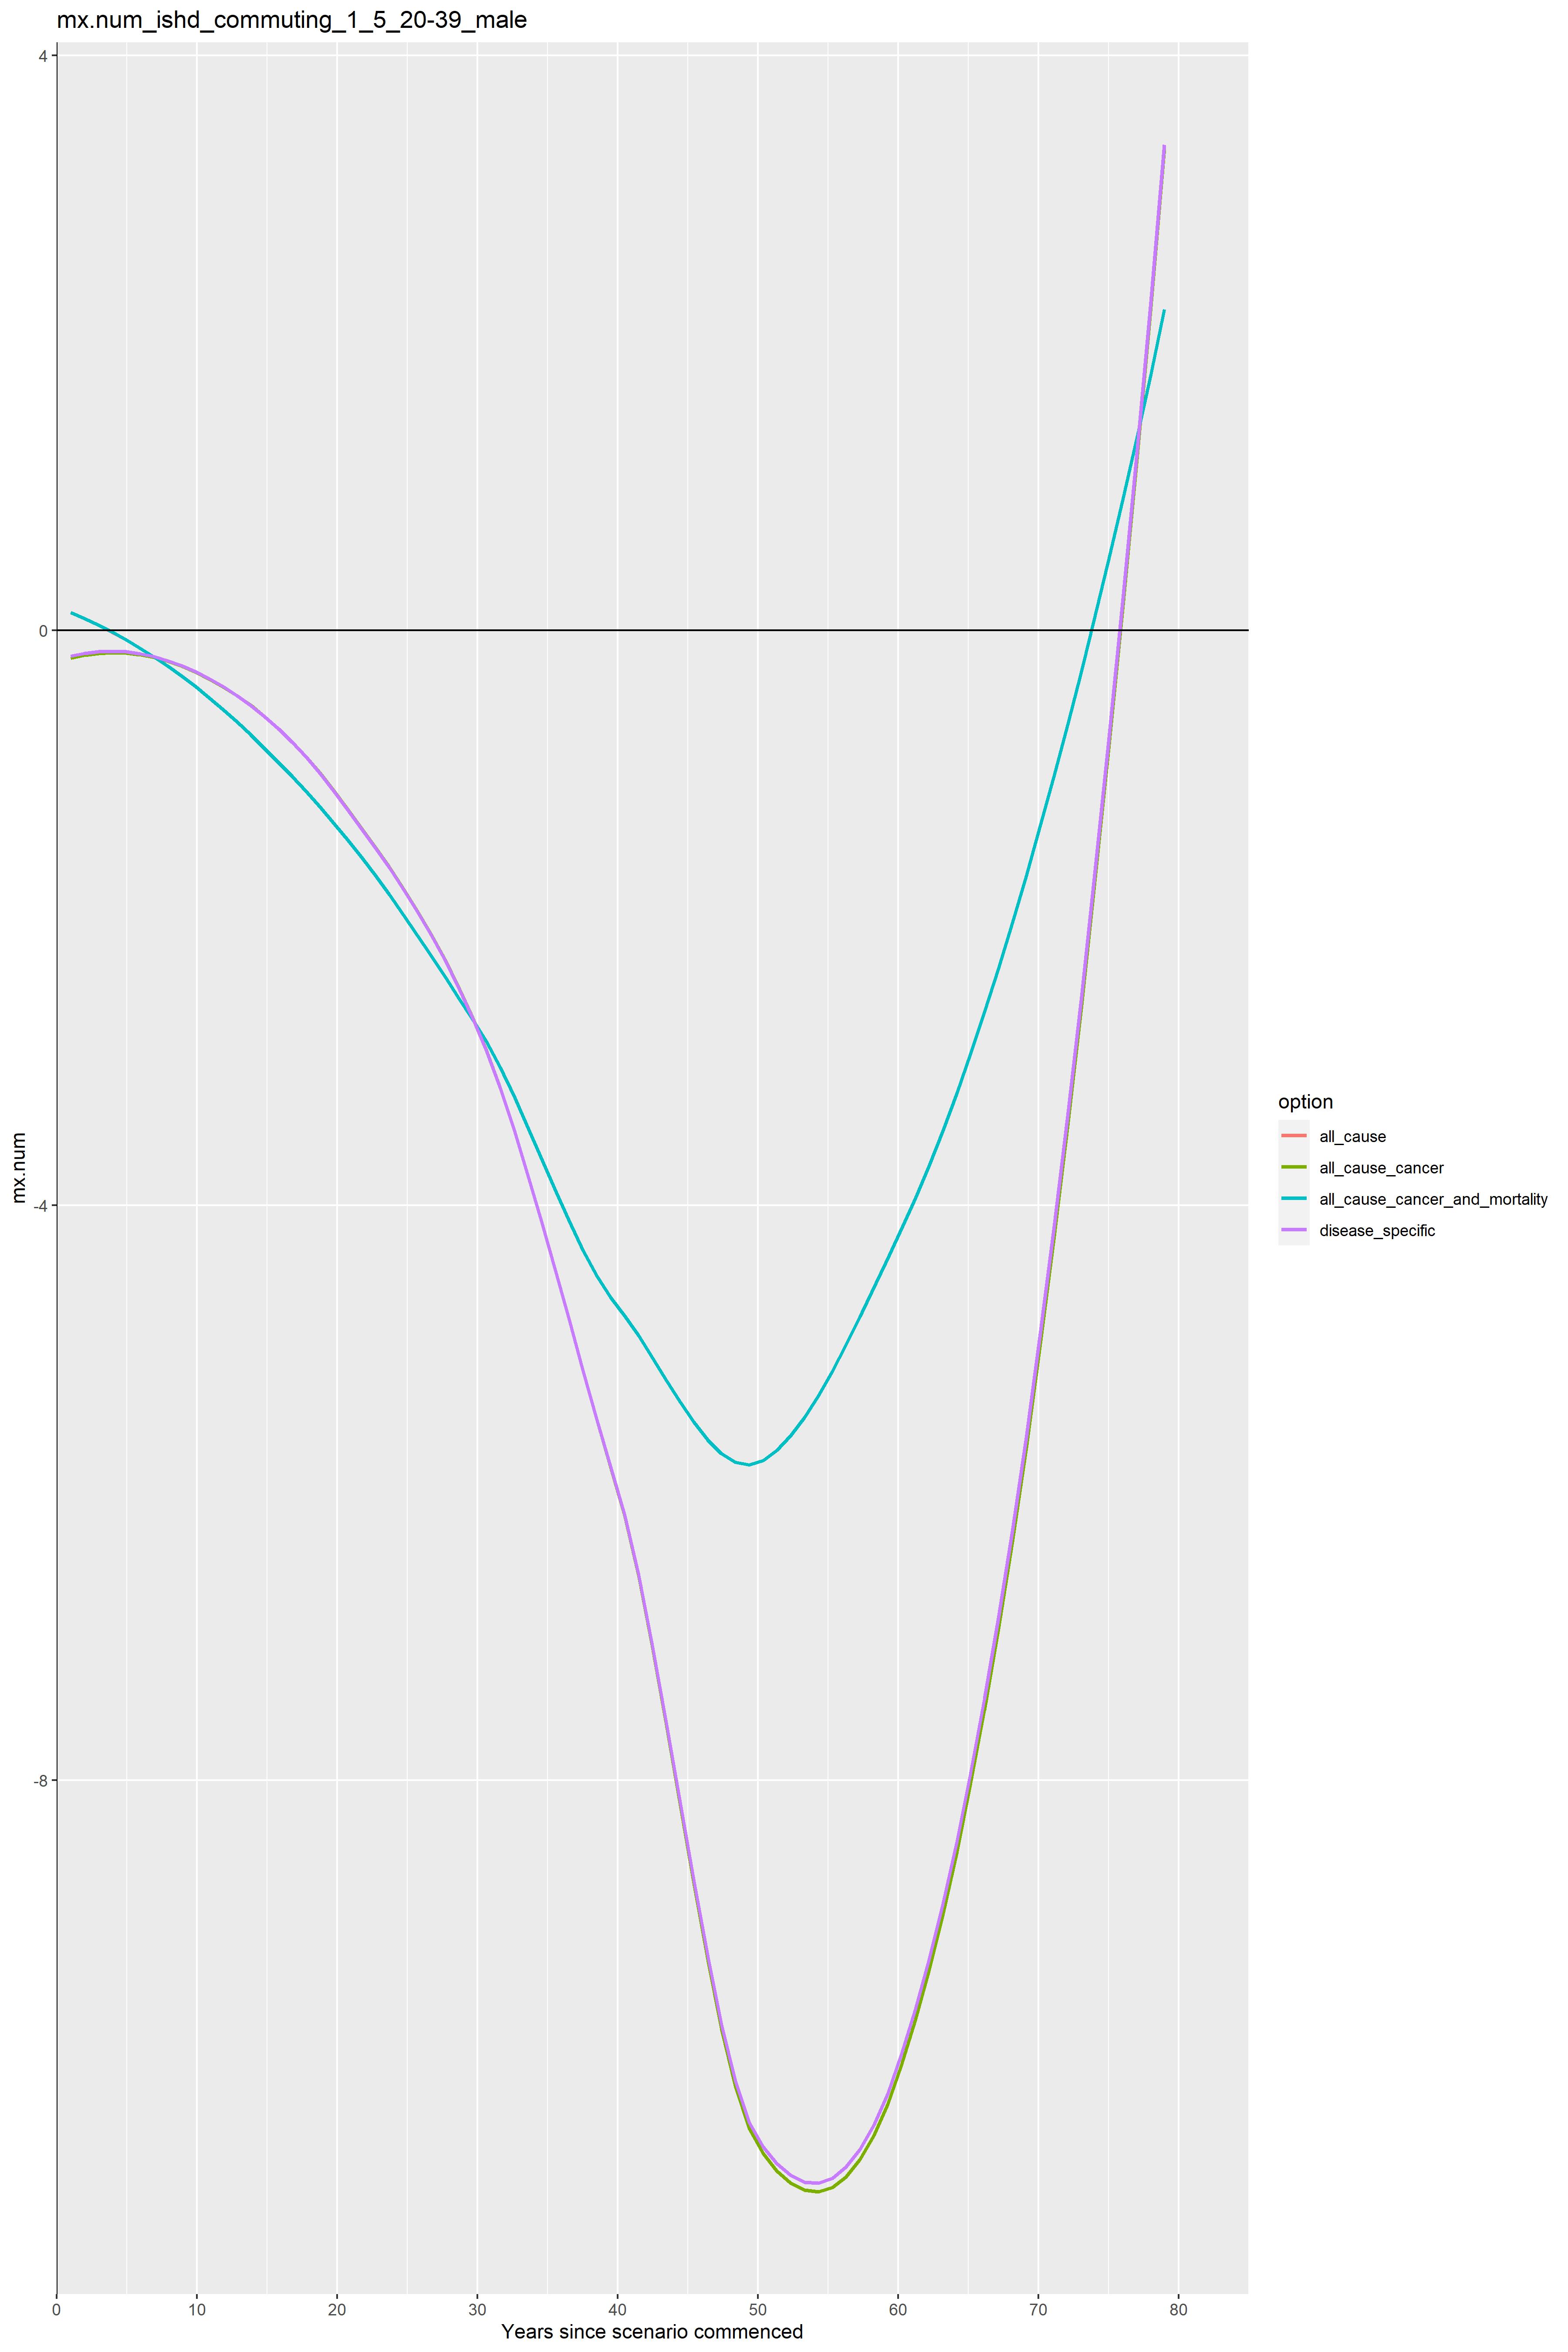 mx.num_ishd_commuting_1_5_20-39_male
4
0
-4
-8
mx.num
0 10 20 30 40 50 60 70 80
Years since scenario commenced
option
all_cause
all_cause_cancer
all_cause_cancer_and_mortality
disease_specific